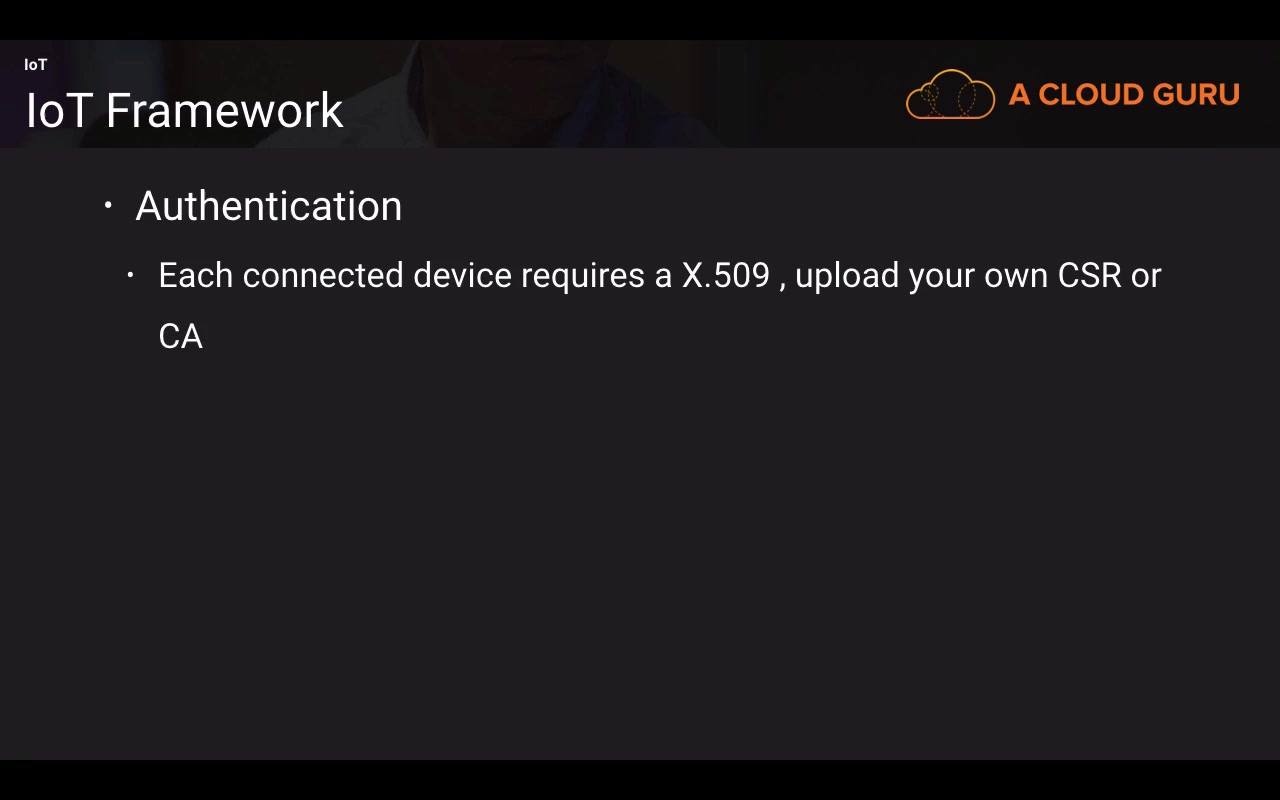 IoT
IoT Framework
A CLOUD GURU
• Authentication
• Each connected device requires a X.509 , upload your own CSR or
CA